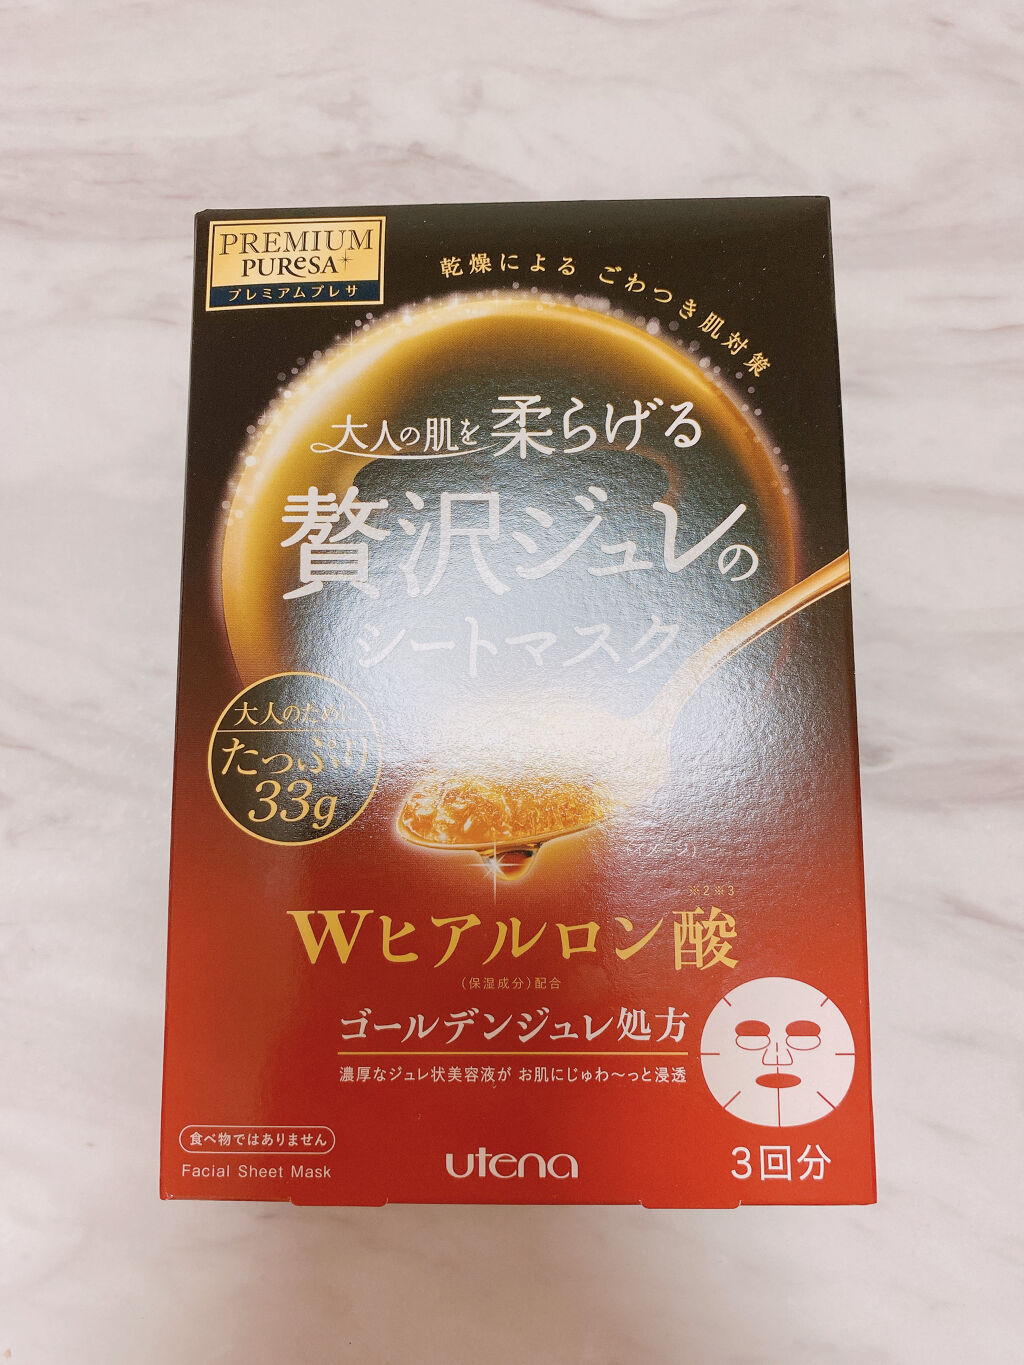 PREMIUM
PUReSA
プレミアムプレサ
乾燥による ごわつき肌対策
大人の肌を柔らげる
贅沢ジュレの
シートマスク
大人のために
たっぷり
33g
(イメージ)
※2※3
Wヒアルロン酸
(保湿成分)配合
ゴールデンジュレ処方
濃厚なジュレ状美容液が お肌にじゅわ〜っと浸透
食べ物ではありません
Facial Sheet Mask
utena
3回分